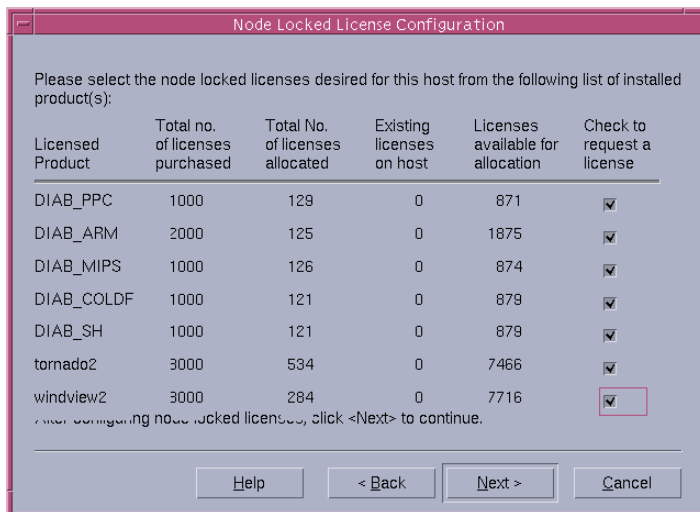 Node Locked License Configuration
Please select the node locked licenses desired for this host from the following list of installed
product(s):
Licensed Product Total no. of licenses purchased Total No. of licenses allocated Existing licenses on host Licenses available for allocation Check to request a license
DIAB_PPC 1000 129 0 871
DIAB_ARM 2000 125 0 1875
DIAB_MIPS 1000 126 0 874
DIAB_COLDF 1000 121 0 879
DIAB_SH 1000 121 0 879
tornado2 3000 534 0 7466
windview2 3000 284 0 7716
After configuring node locked licenses, click <Next> to continue.
Help < Back Next > Cancel